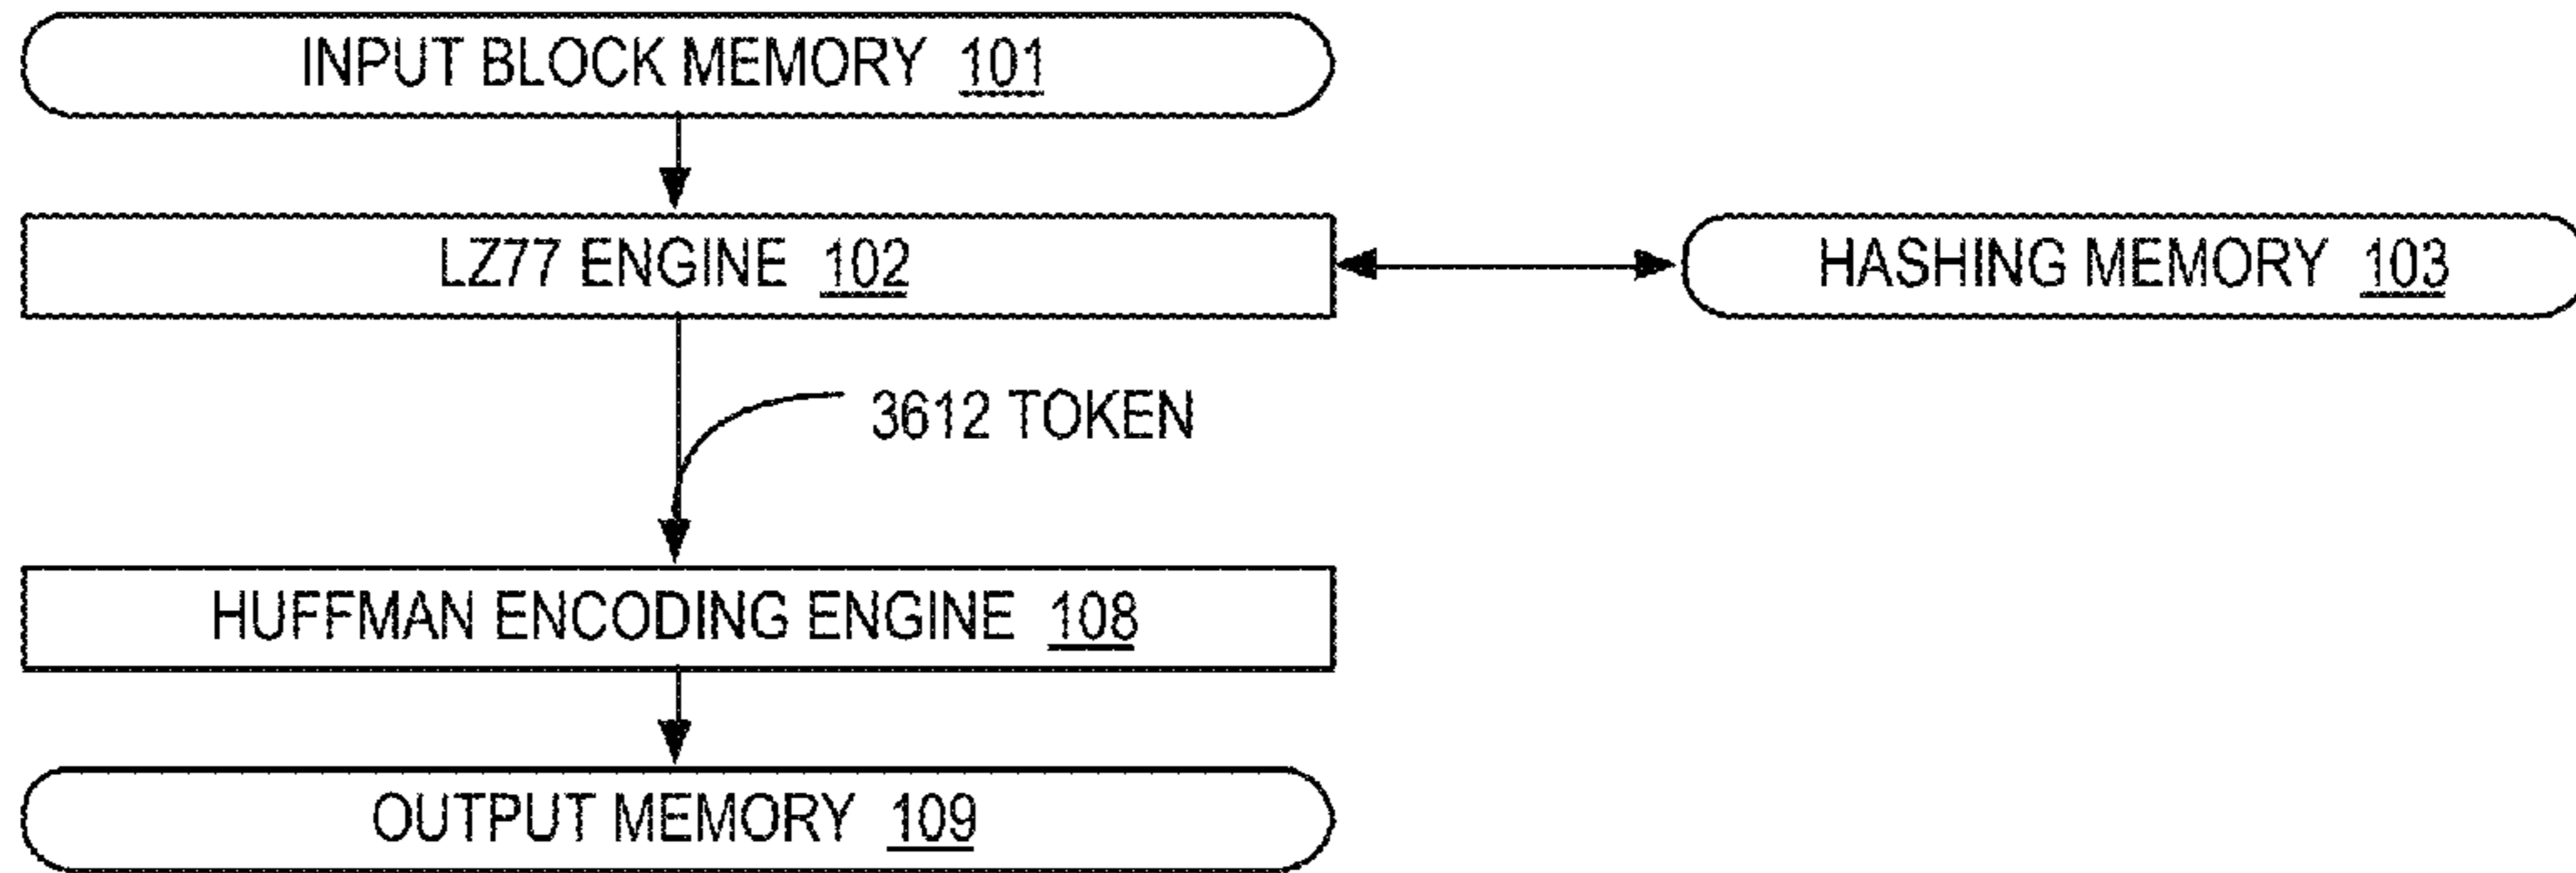 INPUT BLOCK MEMORY 101
LZ77 ENGINE 102
HASHING MEMORY 103
3612 TOKEN
HUFFMAN ENCODING ENGINE 108
OUTPUT MEMORY 109